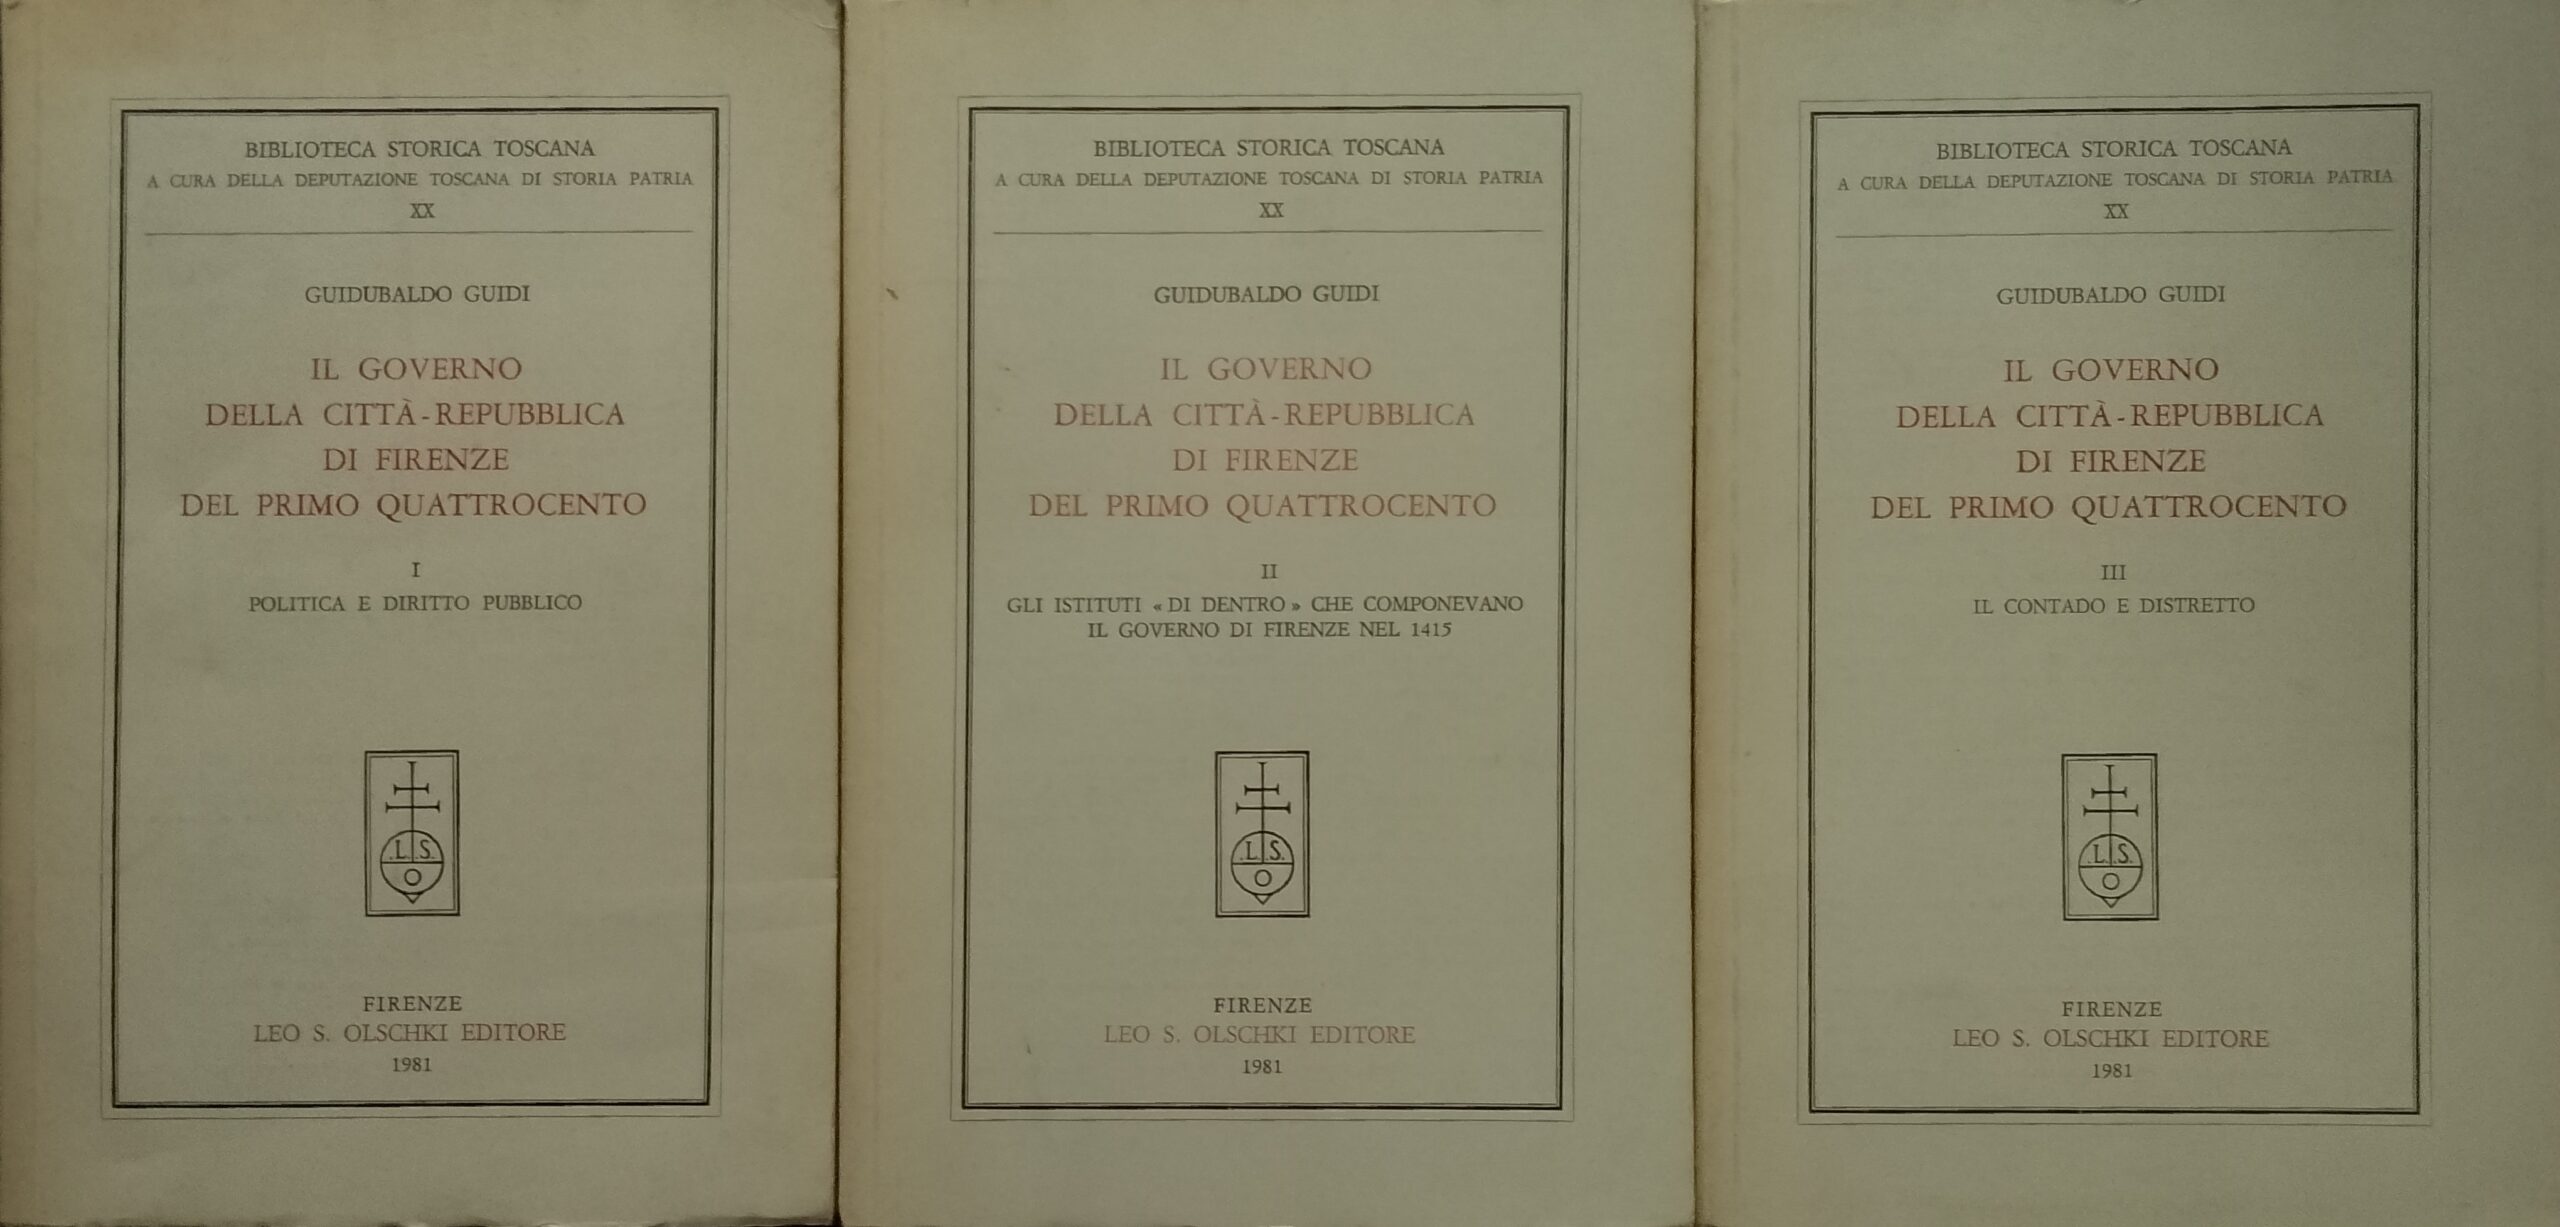 BIBLIOTECA STORICA TOSCANA
A CURA DELLA DEPUTAZIONE TOSCANA DI STORIA PATRIA
XX
GUIDUBALDO GUIDI
IL GOVERNO
DELLA CITTÀ-REPUBBLICA
DI FIRENZE
DEL PRIMO QUATTROCENTO
I
POLITICA E DIRITTO PUBBLICO
.L.S.
O
FIRENZE
LEO S. OLSCHKI EDITORE
1981
BIBLIOTECA STORICA TOSCANA
A CURA DELLA DEPUTAZIONE TOSCANA DI STORIA PATRIA
XX
GUIDUBALDO GUIDI
IL GOVERNO
DELLA CITTÀ-REPUBBLICA
DI FIRENZE
DEL PRIMO QUATTROCENTO
II
GLI ISTITUTI «DI DENTRO» CHE COMPONEVANO
IL GOVERNO DI FIRENZE NEL 1415
.L.S.
O
FIRENZE
LEO S. OLSCHKI EDITORE
1981
BIBLIOTECA STORICA TOSCANA
A CURA DELLA DEPUTAZIONE TOSCANA DI STORIA PATRIA
XX
GUIDUBALDO GUIDI
IL GOVERNO
DELLA CITTÀ-REPUBBLICA
DI FIRENZE
DEL PRIMO QUATTROCENTO
III
IL CONTADO E DISTRETTO
.L.S.
O
FIRENZE
LEO S. OLSCHKI EDITORE
1981